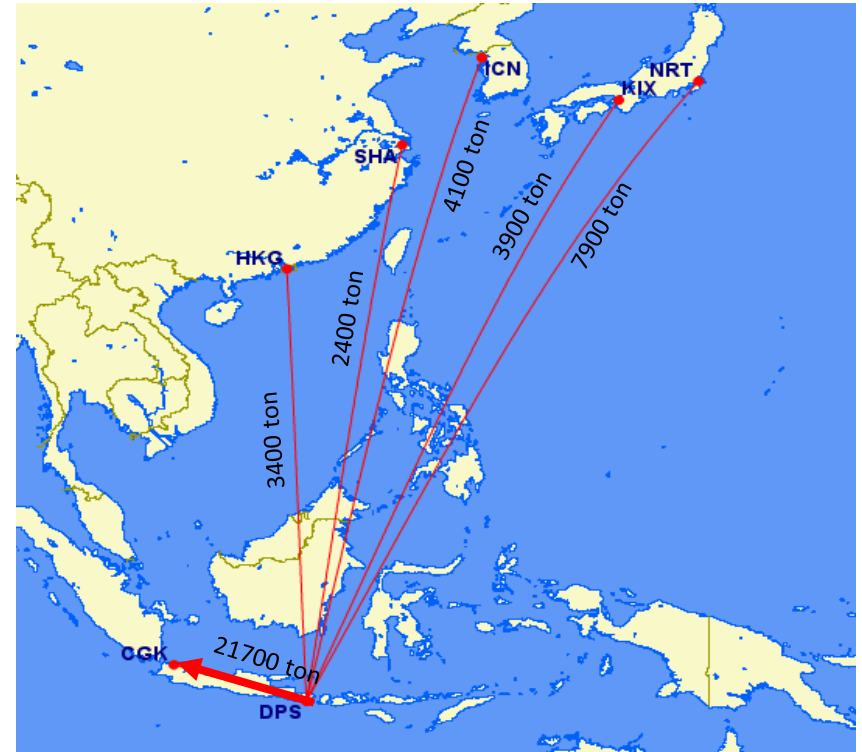 ICN
NRT
KIX
SHA
4100 ton
3900 ton
7900 ton
HKG
2400 ton
3400 ton
CGK
21700 ton
DPS